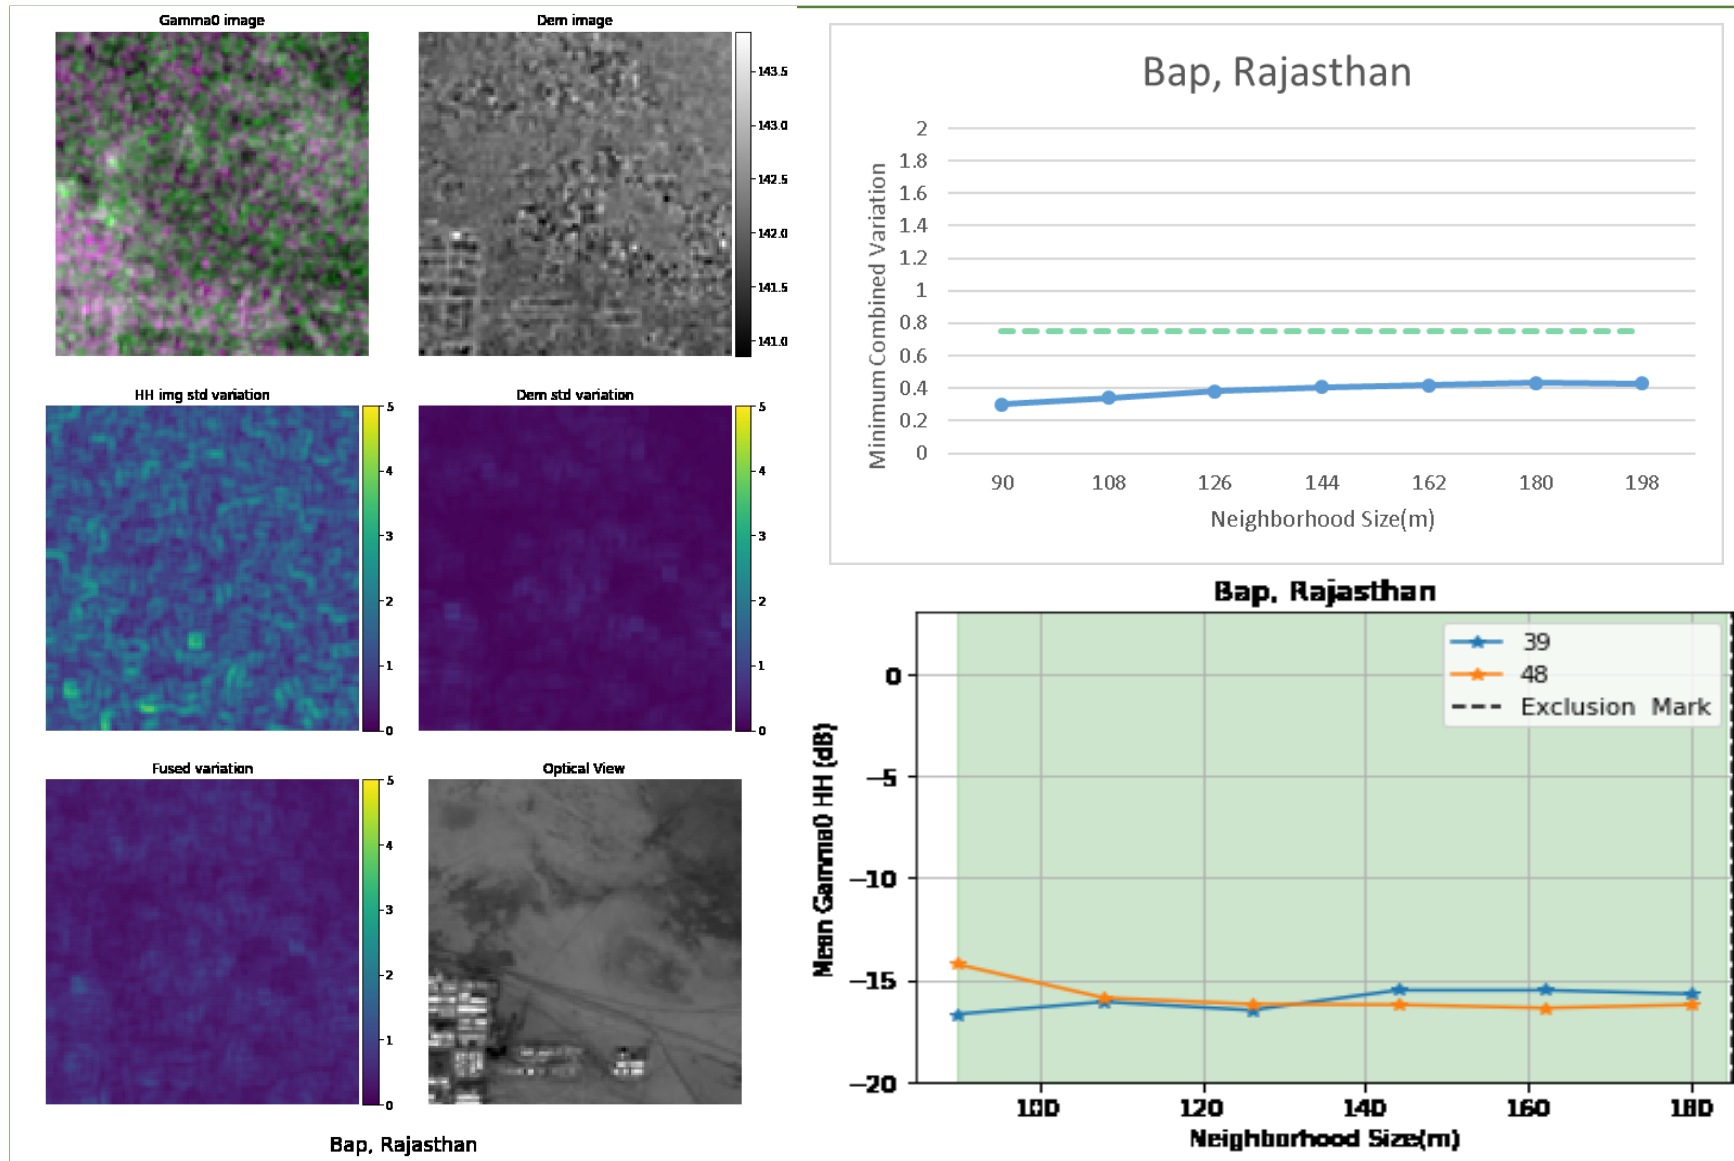 Gamma0 image
Dem image
143.5
143.0
142.5
142.0
141.5
141.0
HH img std variation
5
4
3
2
1
0
Dem std variation
5
4
3
2
1
0
Fused variation
5
4
3
2
1
0
Optical View
Bap, Rajasthan
Bap, Rajasthan
Minimum Combined Variation
2
1.8
1.6
1.4
1.2
1
0.8
0.6
0.4
0.2
0
90 108 126 144 162 180 198
Neighborhood Size(m)
Bap, Rajasthan
Mean Gamma0 HH (dB)
0
−5
−10
−15
−20
39
48
Exclusion Mark
100 120 140 160 180
Neighborhood Size(m)